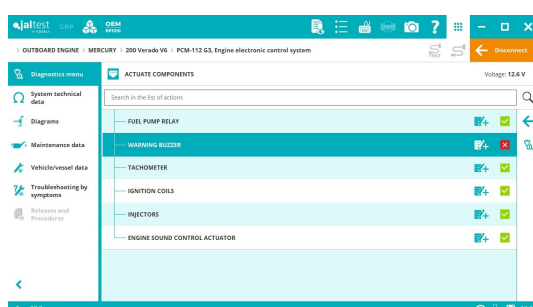 jaltest GRP OEM
?
OUTBOARD ENGINE > MERCURY > 200 Verado V6 > PCM-112 G3, Engine electronic control system
TEST
Disconnect
Diagnostics menu
ACTUATE COMPONENTS
Voltage: 12.6 V
System technical data
Search in the list of actions
Diagrams
FUEL PUMP RELAY
Maintenance data
WARNING BUZZER
Vehicle/vessel data
TACHOMETER
Troubleshooting by symptoms
IGNITION COILS
Releases and Procedures
INJECTORS
ENGINE SOUND CONTROL ACTUATOR